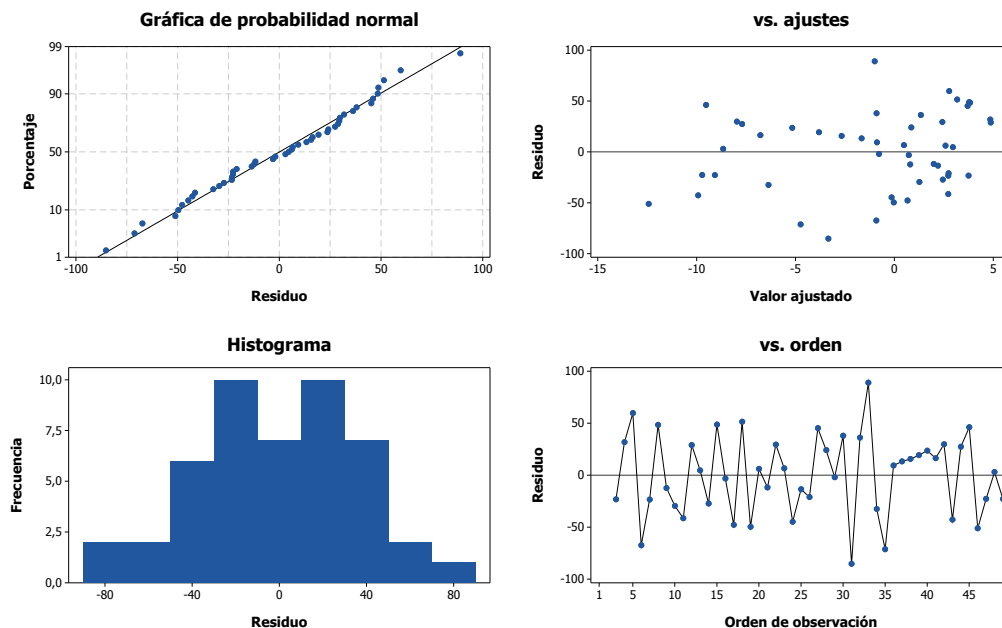 Gráfica de probabilidad normal
99
90
50
10
1
Porcentaje
-100 -50 0 50 100
Residuo
vs. ajustes
100
50
0
-50
-100
Residuo
-15 -10 -5 0 5
Valor ajustado
Histograma
10,0
7,5
5,0
2,5
0,0
Frecuencia
-80 -40 0 40 80
Residuo
vs. orden
100
50
0
-50
-100
Residuo
1 5 10 15 20 25 30 35 40 45
Orden de observación